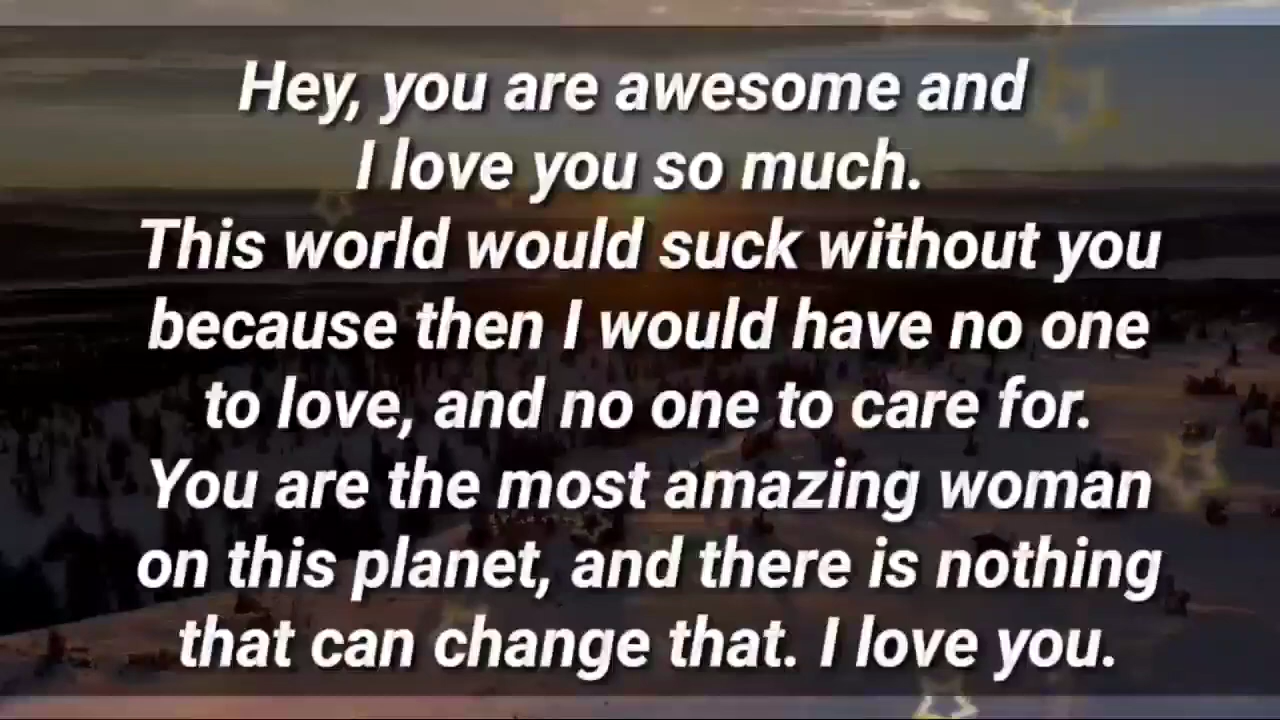 Hey, you are awesome and
I love you so much.
This world would suck without you
because then I would have no one
to love, and no one to care for.
You are the most amazing woman
on this planet, and there is nothing
that can change that. I love you.